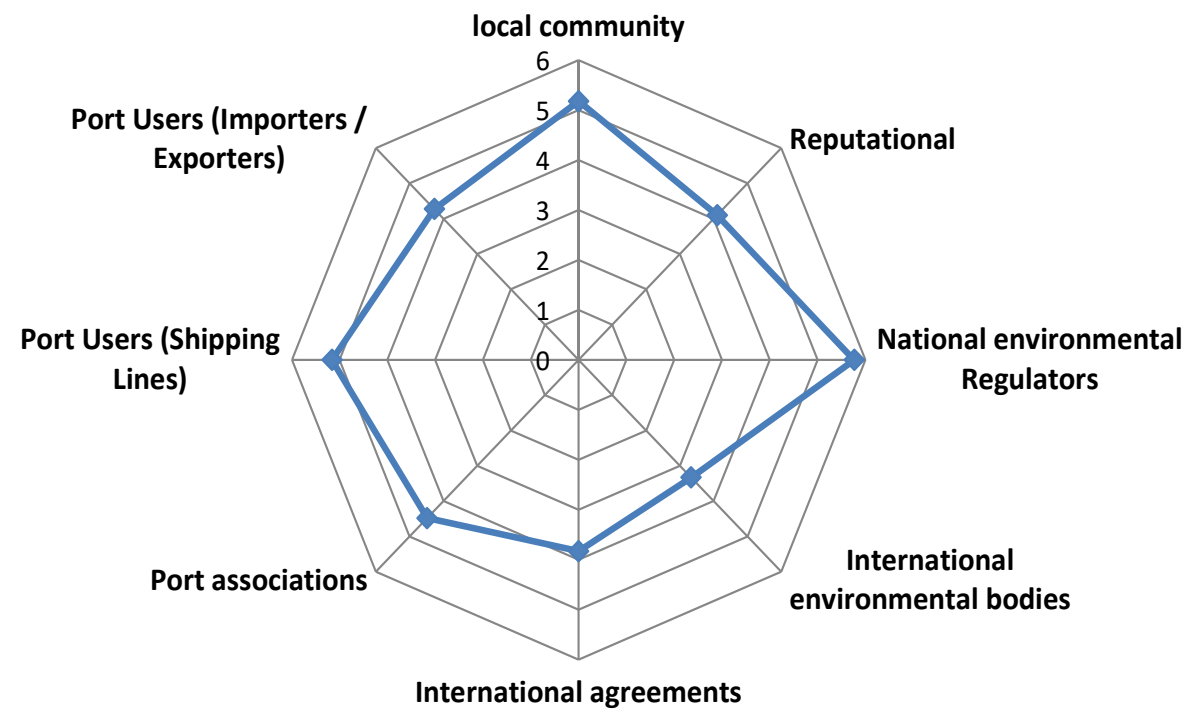 local community
6
5
4
3
2
1
0
Port Users (Importers /
Exporters)
Reputational
Port Users (Shipping
Lines)
National environmental
Regulators
Port associations
International
environmental bodies
International agreements